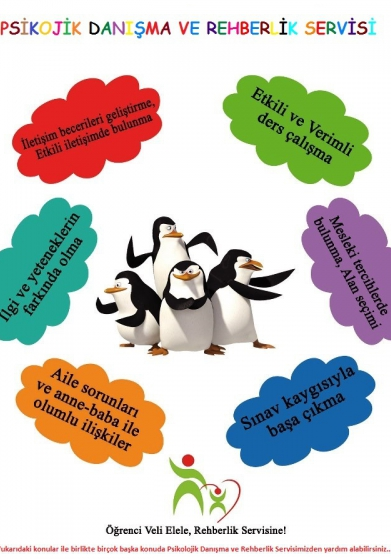 PSİKOJİK DANIŞMA VE REHBERLİK SERVİSİ
İletişim becerileri geliştirme,
Etkili iletişimde bulunma
Etkili ve Verimli
ders çalışma
İlgi ve yeteneklerin
farkında olma
Mesleki tercihlerde
bulunma, Alan seçimi
Aile sorunları
ve anne-baba ile
olumlu ilişkiler
Sınav kaygısıyla
başa çıkma
Öğrenci Veli Elele, Rehberlik Servisine!
Yukarıdaki konular ile birlikte birçok başka konuda Psikolojik Danışma ve Rehberlik Servisimizden yardım alabilirsiniz...